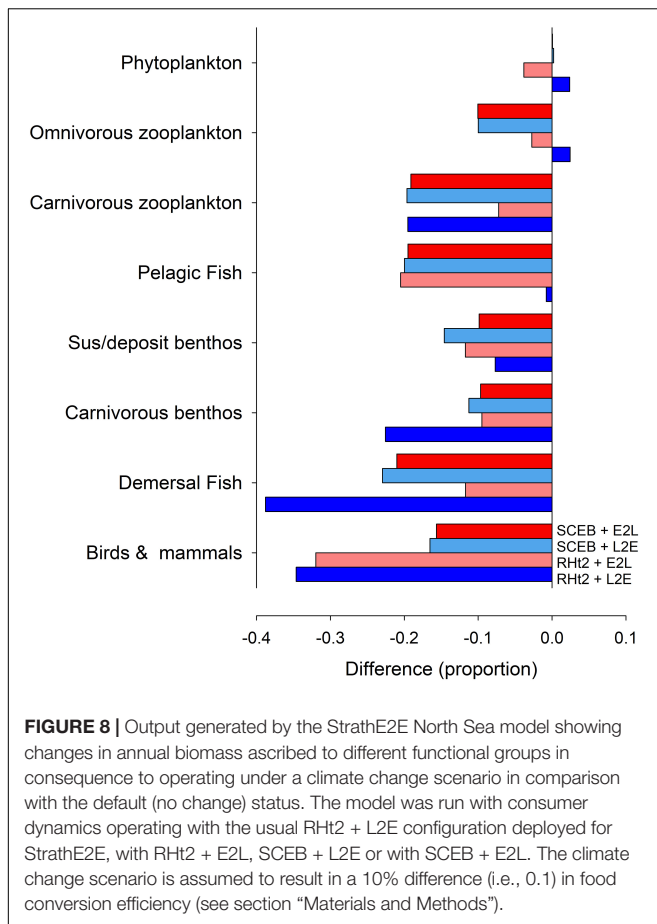 Phytoplankton
Omnivorous zooplankton
Carnivorous zooplankton
Pelagic Fish
Sus/deposit benthos
Carnivorous benthos
Demersal Fish
Birds & mammals
SCEB + E2L
SCEB + L2E
RHt2 + E2L
RHt2 + L2E
-0.4 -0.3 -0.2 -0.1 0.0 0.1
Difference (proportion)
FIGURE 8 | Output generated by the StrathE2E North Sea model showing
changes in annual biomass ascribed to different functional groups in
consequence to operating under a climate change scenario in comparison
with the default (no change) status. The model was run with consumer
dynamics operating with the usual RHt2 + L2E configuration deployed for
StrathE2E, with RHt2 + E2L, SCEB + L2E or with SCEB + E2L. The climate
change scenario is assumed to result in a 10% difference (i.e., 0.1) in food
conversion efficiency (see section “Materials and Methods”).